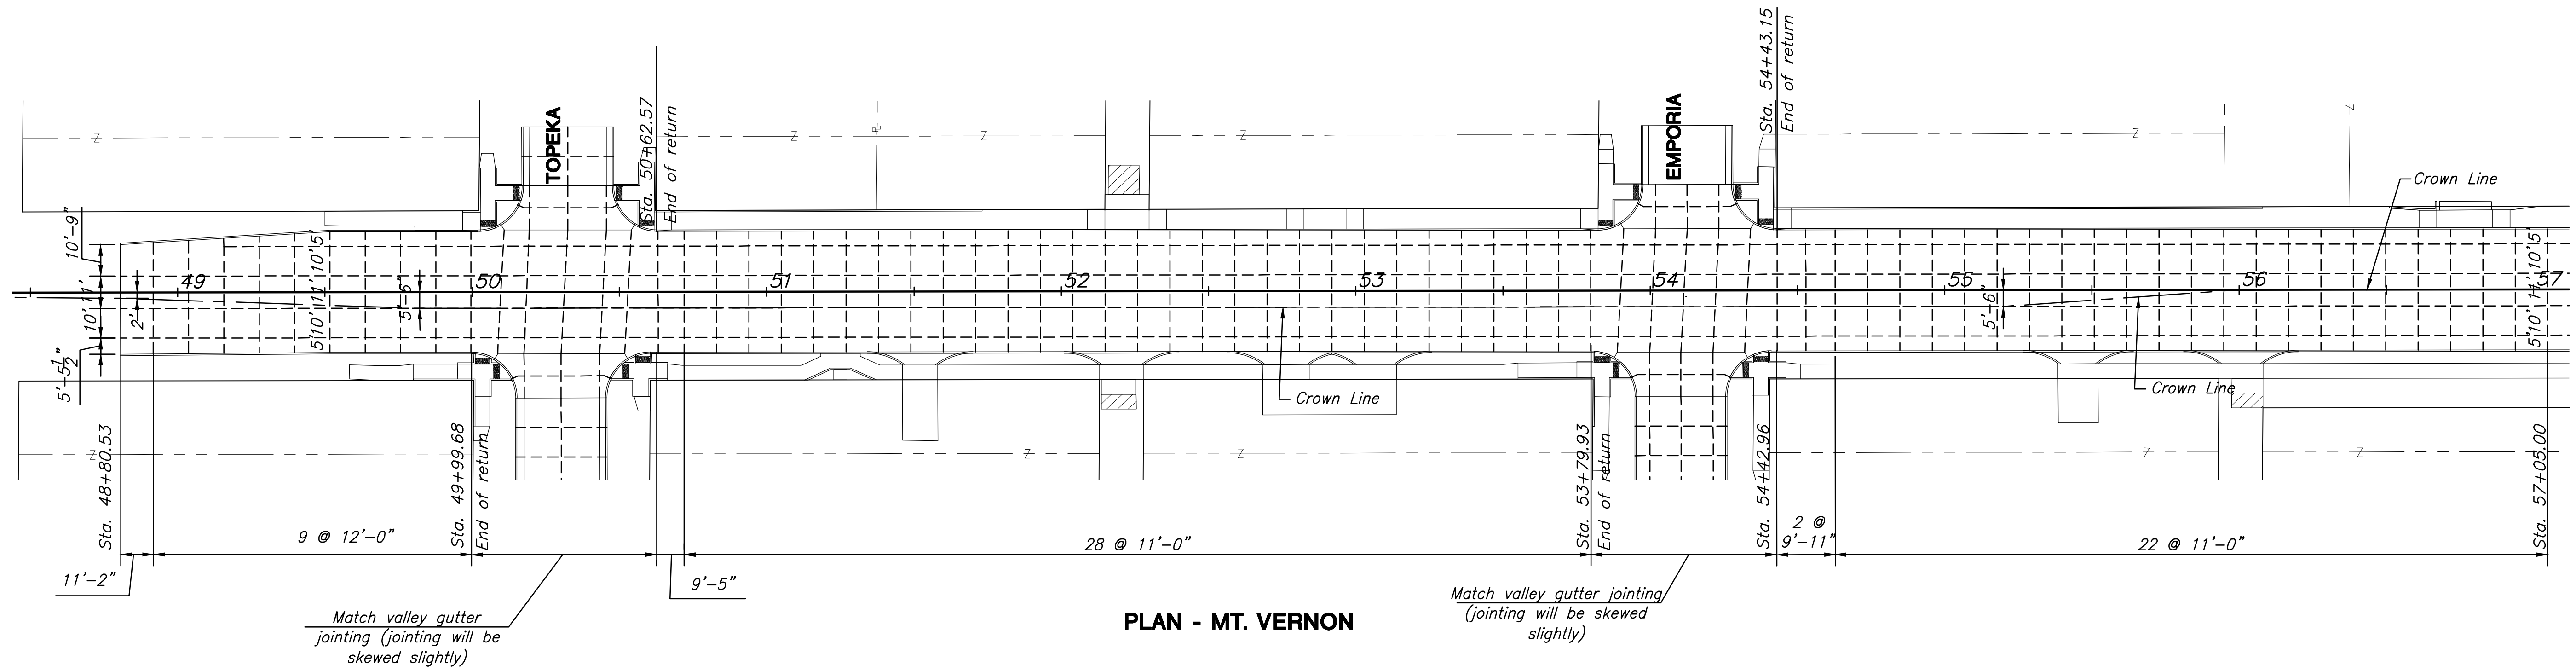 TOPEKA
Sta. 50+62.57
End of return
EMPORIA
Sta. 54+43.15
End of return
Crown Line
10'-9"
11'
10'
5'-5 1/2"
2'
5'
10'
11'
10'
5'
5'-6"
49
50
51
52
53
54
55
56
57
5'-6"
5'
10'
11'
10'
5'
Crown Line
Crown Line
Sta. 48+80.53
Sta. 49+99.68
End of return
Sta. 53+79.93
End of return
Sta. 54+42.96
Sta. 57+05.00
9 @ 12'-0"
28 @ 11'-0"
2 @
9'-11"
22 @ 11'-0"
11'-2"
9'-5"
Match valley gutter
jointing (jointing will be
skewed slightly)
Match valley gutter jointing
(jointing will be skewed
slightly)
PLAN - MT. VERNON